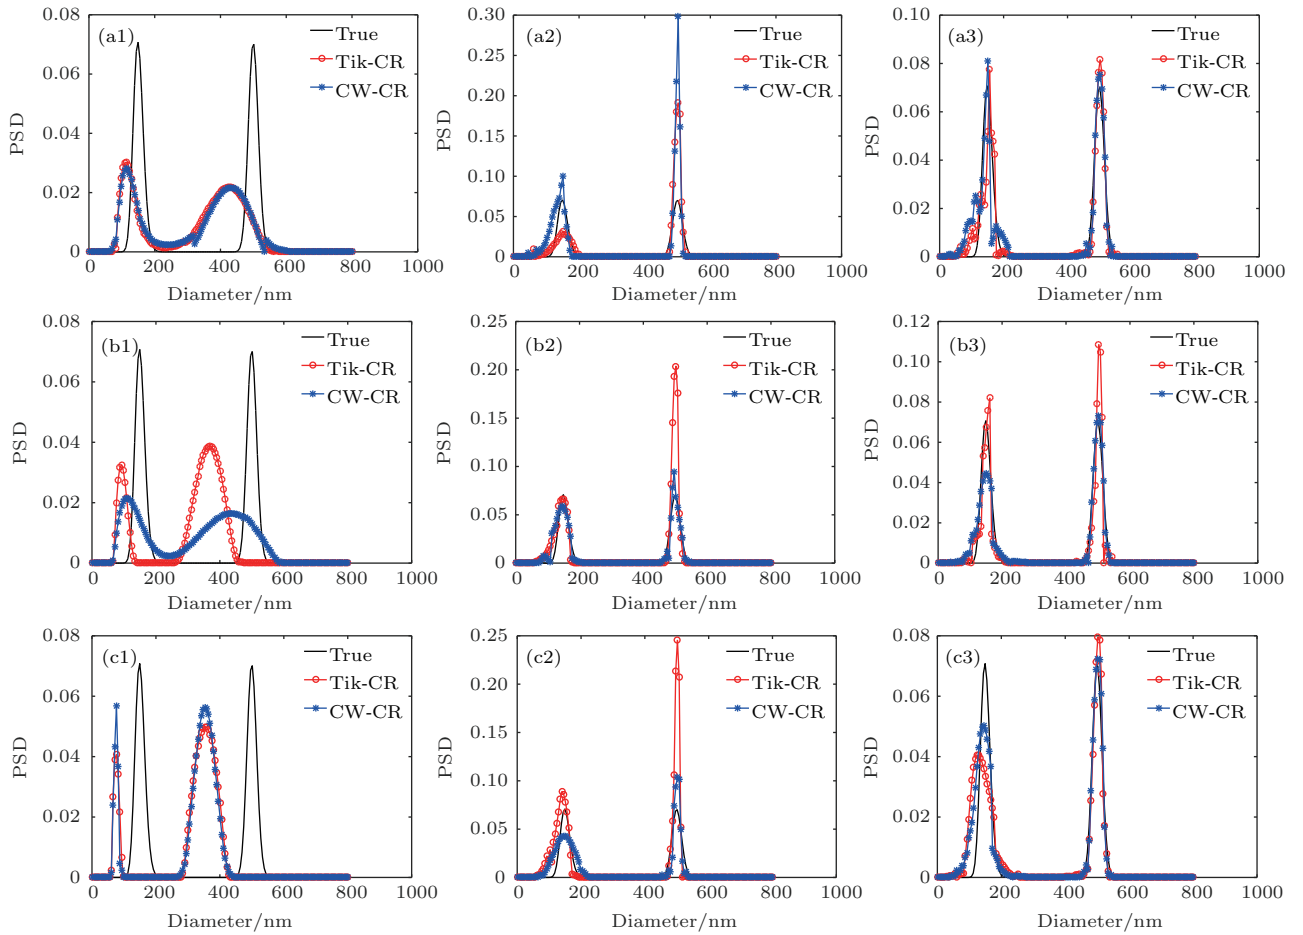 (a1)
True
Tik-CR
CW-CR
PSD
0.08
0.06
0.04
0.02
0
0 200 400 600 800 1000
Diameter/nm
(a2)
True
Tik-CR
CW-CR
PSD
0.30
0.25
0.20
0.15
0.10
0.05
0
0 200 400 600 800 1000
Diameter/nm
(a3)
True
Tik-CR
CW-CR
PSD
0.10
0.08
0.06
0.04
0.02
0
0 200 400 600 800 1000
Diameter/nm
(b1)
True
Tik-CR
CW-CR
PSD
0.08
0.06
0.04
0.02
0
0 200 400 600 800 1000
Diameter/nm
(b2)
True
Tik-CR
CW-CR
PSD
0.25
0.20
0.15
0.10
0.05
0
0 200 400 600 800 1000
Diameter/nm
(b3)
True
Tik-CR
CW-CR
PSD
0.12
0.10
0.08
0.06
0.04
0.02
0
0 200 400 600 800 1000
Diameter/nm
(c1)
True
Tik-CR
CW-CR
PSD
0.08
0.06
0.04
0.02
0
0 200 400 600 800 1000
Diameter/nm
(c2)
True
Tik-CR
CW-CR
PSD
0.25
0.20
0.15
0.10
0.05
0
0 200 400 600 800 1000
Diameter/nm
(c3)
True
Tik-CR
CW-CR
PSD
0.08
0.06
0.04
0.02
0
0 200 400 600 800 1000
Diameter/nm